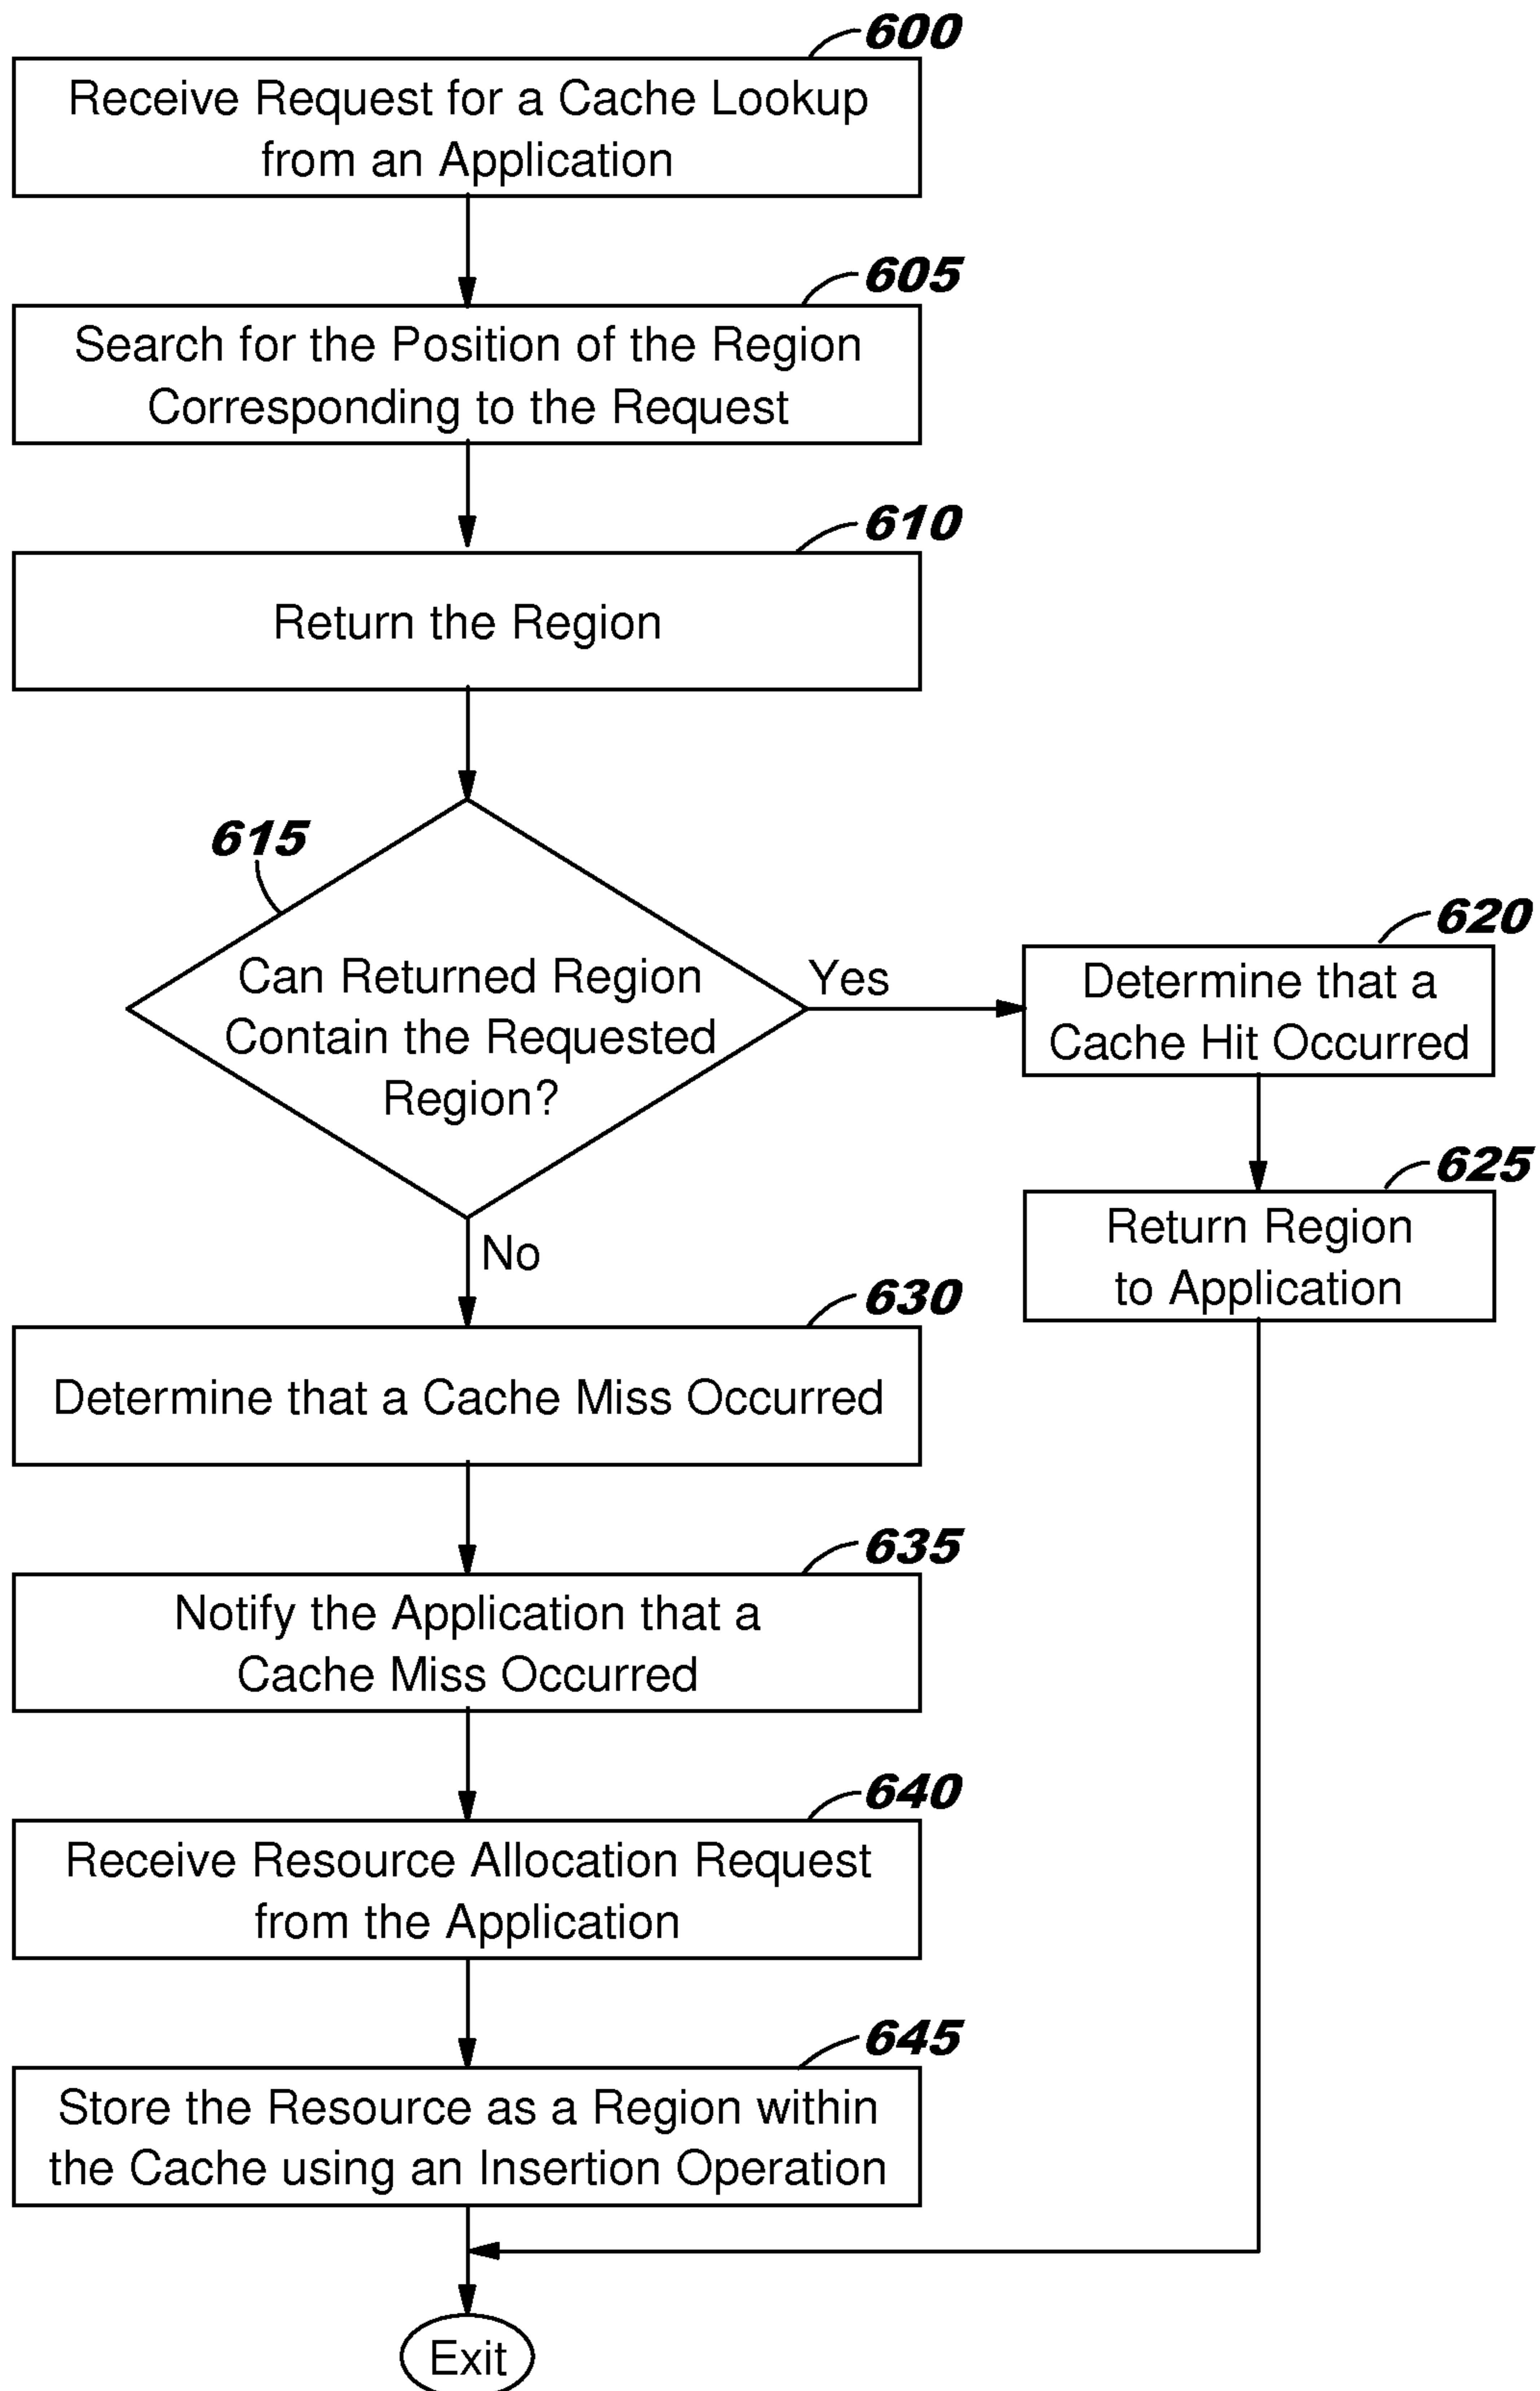 600
Receive Request for a Cache Lookup
from an Application
605
Search for the Position of the Region
Corresponding to the Request
610
Return the Region
615
Can Returned Region
Contain the Requested
Region?
Yes
620
Determine that a
Cache Hit Occurred
625
Return Region
to Application
No
630
Determine that a Cache Miss Occurred
635
Notify the Application that a
Cache Miss Occurred
640
Receive Resource Allocation Request
from the Application
645
Store the Resource as a Region within
the Cache using an Insertion Operation
Exit